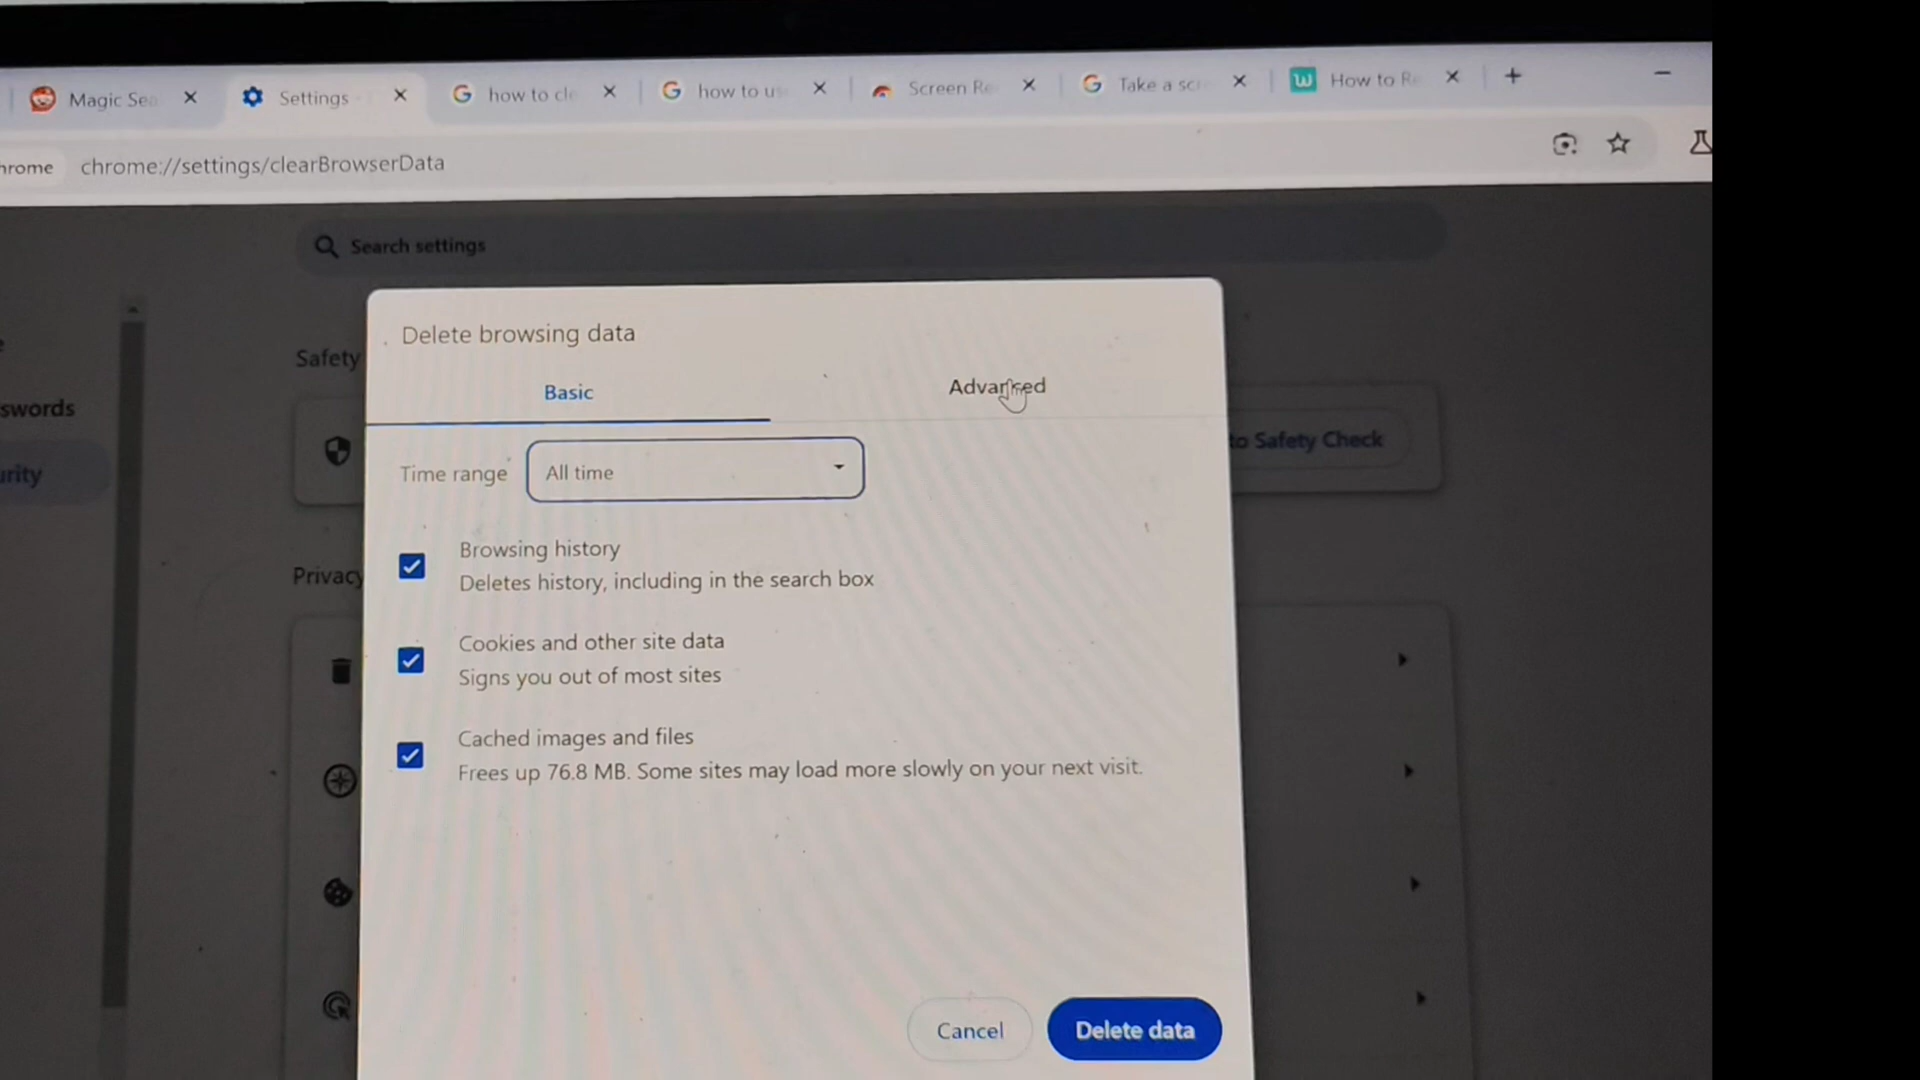 Magic Sea
Settings
how to cle
how to us
Screen Re
Take a scr
How to Re
hrome
chrome://settings/clearBrowserData
Search settings
Delete browsing data
Safety
Basic
Advanced
swords
to Safety Check
urity
Time range
All time
Browsing history
Deletes history, including in the search box
Privacy
Cookies and other site data
Signs you out of most sites
Cached images and files
Frees up 76.8 MB. Some sites may load more slowly on your next visit.
Cancel
Delete data